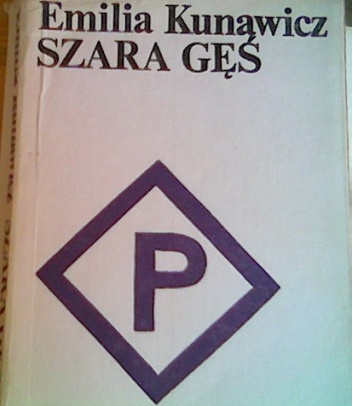 Emilia Kunawicz
SZARA GĘŚ
P